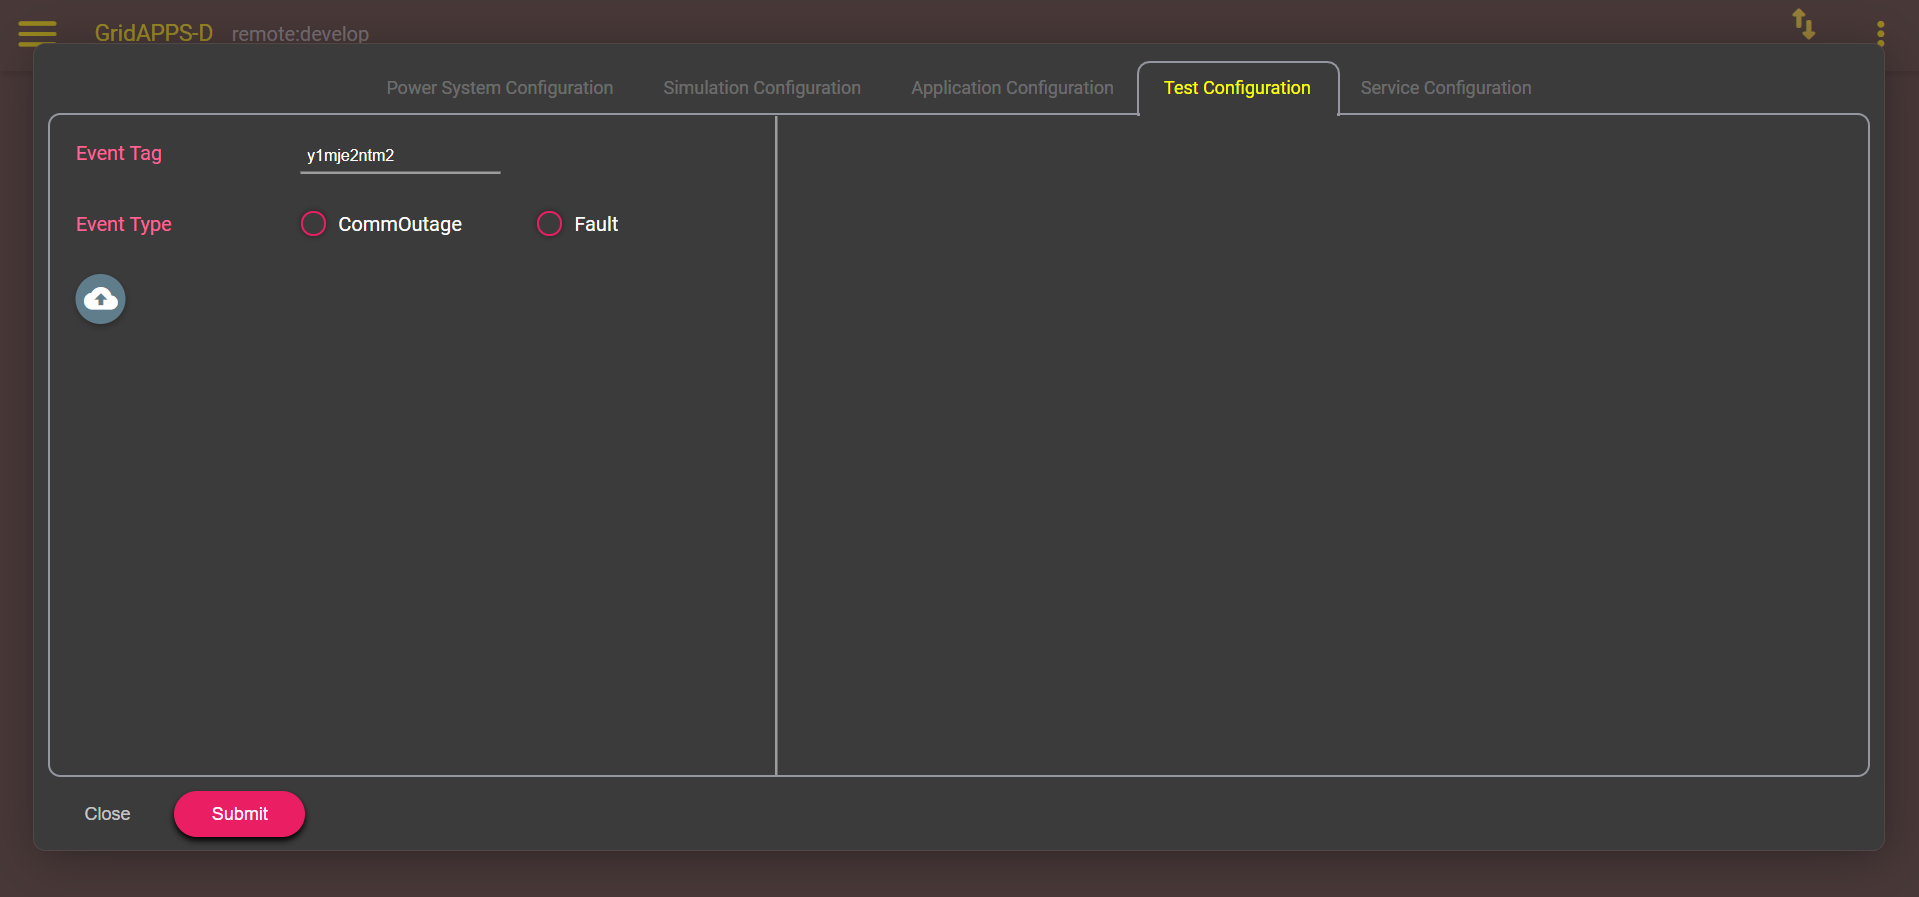 GridAPPS-D remote:develop
Power System Configuration Simulation Configuration Application Configuration Test Configuration Service Configuration
Event Tag y1mje2ntm2
Event Type CommOutage Fault
Close Submit